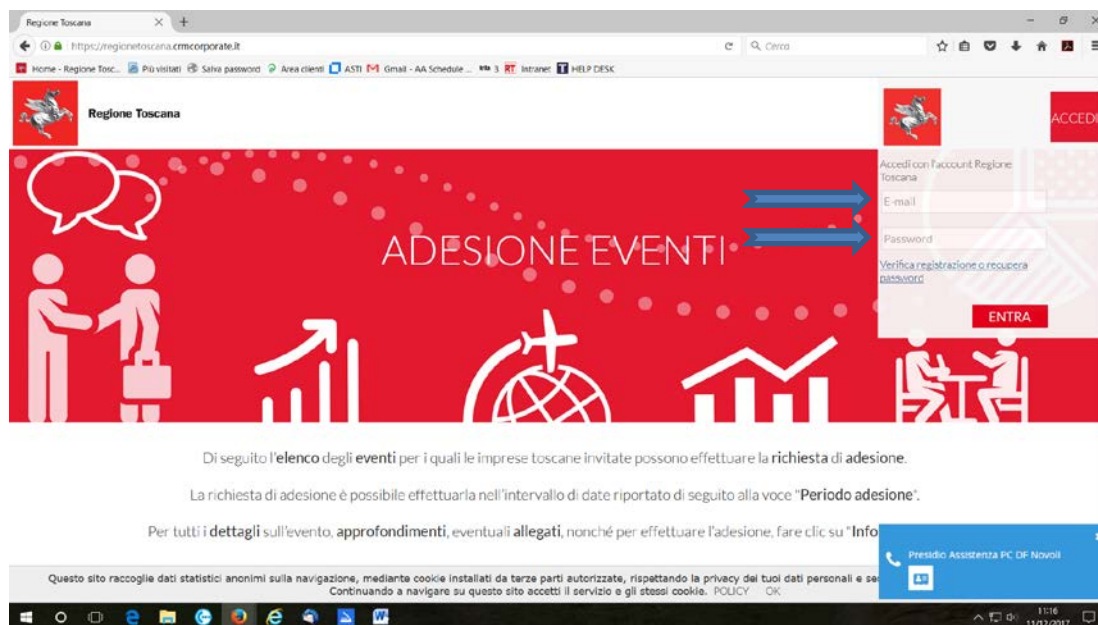 Regione Toscana
https://regionetoscana.crmcorporate.it
Cerca
Home - Regione Tosc...
Più visitati
Salva password
Area clienti
ASTI
Gmail - AA Schedule ...
3
RT Intranet
HELP DESK
Regione Toscana
ACCEDI
Accedi con l'account Regione
Toscana
E-mail
Password
Verifica registrazione o recupera
password
ENTRA
ADESIONE EVENTI
Di seguito l'elenco degli eventi per i quali le imprese toscane invitate possono effettuare la richiesta di adesione.
La richiesta di adesione è possibile effettuarla nell'intervallo di date riportato di seguito alla voce "Periodo adesione".
Per tutti i dettagli sull'evento, approfondimenti, eventuali allegati, nonché per effettuare l'adesione, fare clic su "Info
Presidio Assistenza PC DF Novoli
Questo sito raccoglie dati statistici anonimi sulla navigazione, mediante cookie installati da terze parti autorizzate, rispettando la privacy dei tuoi dati personali e se
Continuando a navigare su questo sito accetti il servizio e gli stessi cookie. POLICY OK
11:16
11/12/2017